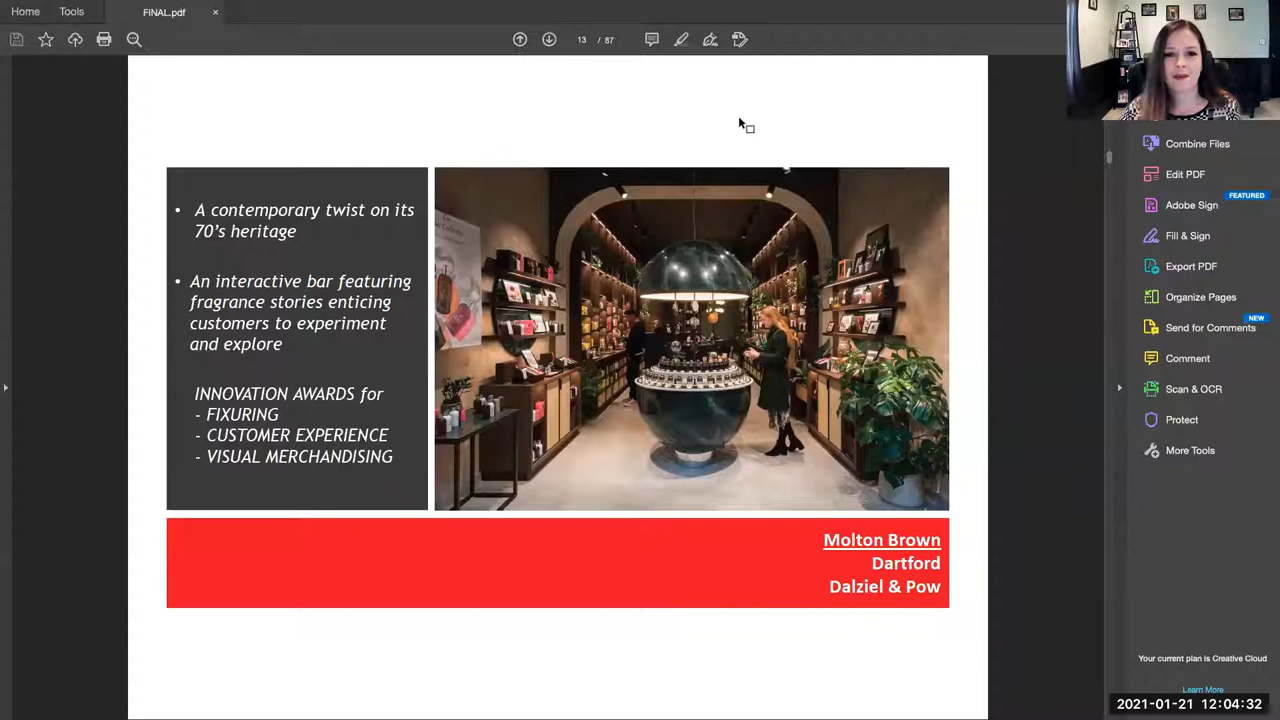 Home
Tools
FINAL.pdf
×
13 / 87
• A contemporary twist on its
70's heritage
• An interactive bar featuring
fragrance stories enticing
customers to experiment
and explore
INNOVATION AWARDS for
- FIXURING
- CUSTOMER EXPERIENCE
- VISUAL MERCHANDISING
Molton Brown
Dartford
Dalziel & Pow
Combine Files
Edit PDF
FEATURED
Adobe Sign
Fill & Sign
Export PDF
Organize Pages
NEW
Send for Comments
Comment
Scan & OCR
Protect
More Tools
Your current plan is Creative Cloud
Learn More
2021-01-21 12:04:32